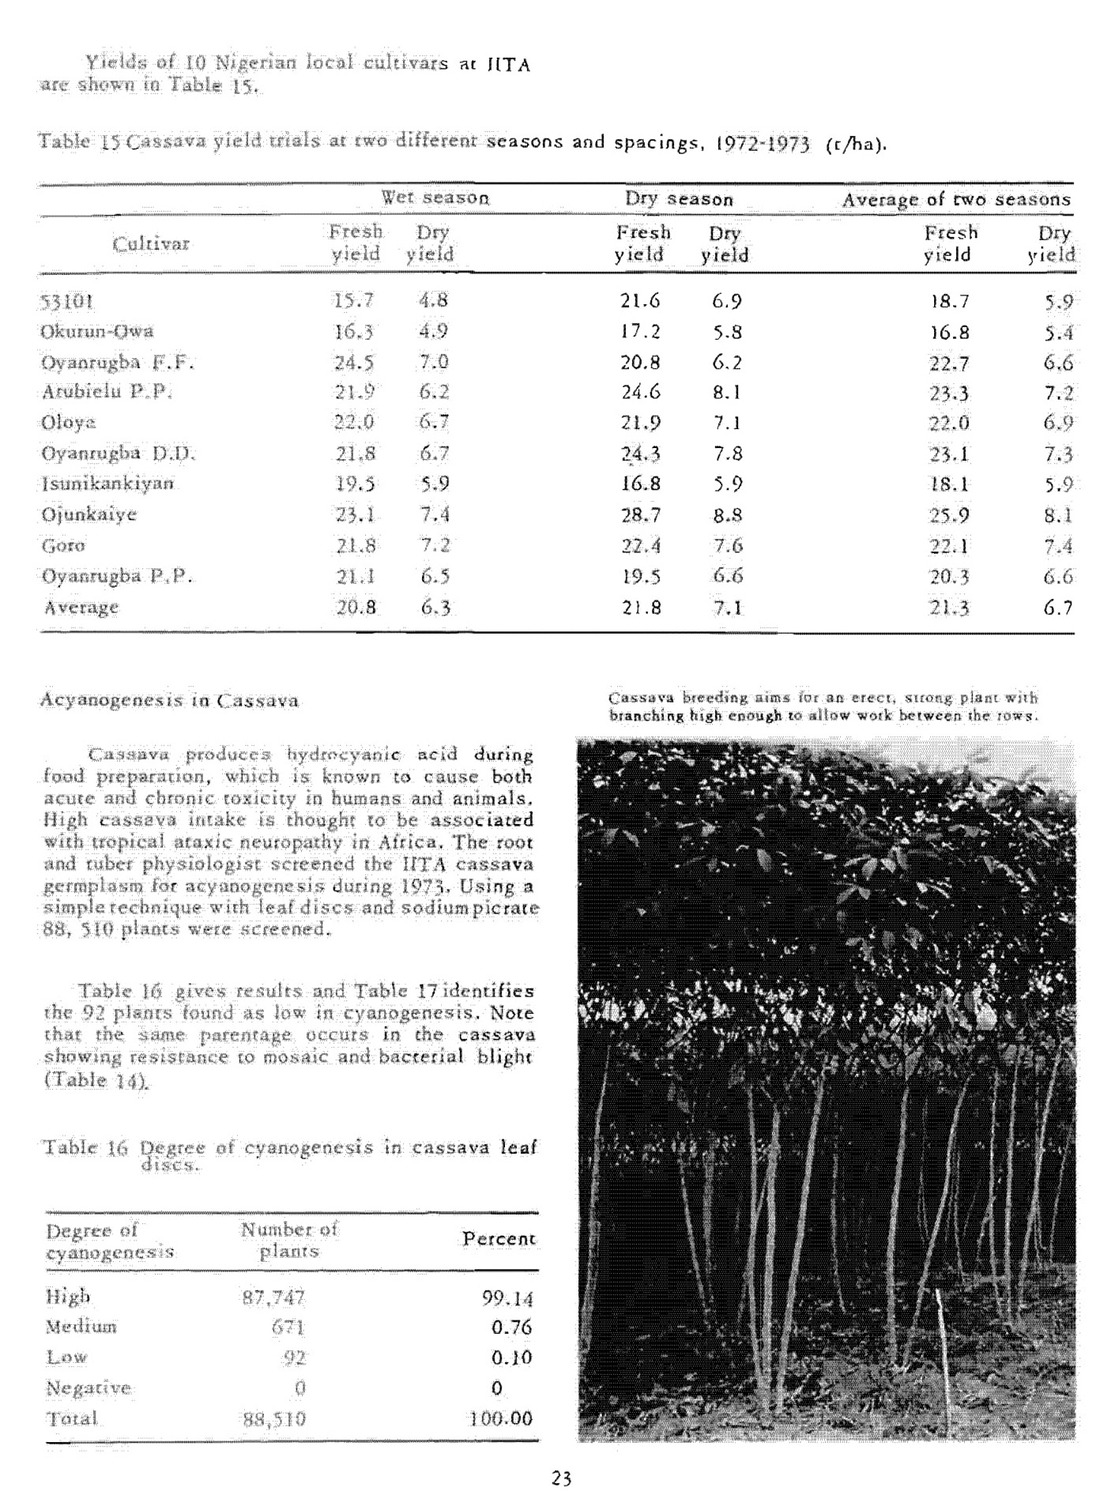 Yields of 10 Nigerian local cultivars at IITA
are shown in Table 15.
Table 15 Cassava yield trials at two different seasons and spacings, 1972-1973 (t/ha).
Wet season Dry season Average of two seasons
Cultivar Fresh yield Dry yield Fresh yield Dry yield Fresh yield Dry yield
53101 15.7 4.8 21.6 6.9 18.7 5.9
Okurun-Owa 16.3 4.9 17.2 5.8 16.8 5.4
Oyanrugba F.F. 24.5 7.0 20.8 6.2 22.7 6.6
Arubielu P.P. 21.9 6.2 24.6 8.1 23.3 7.2
Oloya 22.0 6.7 21.9 7.1 22.0 6.9
Oyanrugba D.D. 21.8 6.7 24.3 7.8 23.1 7.3
Isunikankiyan 19.5 5.9 16.8 5.9 18.1 5.9
Ojunkaiye 23.1 7.4 28.7 8.8 25.9 8.1
Goro 21.8 7.2 22.4 7.6 22.1 7.4
Oyanrugba P.P. 21.1 6.5 19.5 6.6 20.3 6.6
Average 20.8 6.3 21.8 7.1 21.3 6.7
Acyanogenesis in Cassava
Cassava produces hydrocyanic acid during
food preparation, which is known to cause both
acute and chronic toxicity in humans and animals.
High cassava intake is thought to be associated
with tropical ataxic neuropathy in Africa. The root
and tuber physiologist screened the IITA cassava
germplasm for acyanogenesis during 1973. Using a
simple technique with leaf discs and sodium picrate
88, 510 plants were screened.
Table 16 gives results and Table 17 identifies
the 92 plants found as low in cyanogenesis. Note
that the same parentage occurs in the cassava
showing resistance to mosaic and bacterial blight
(Table 14).
Table 16 Degree of cyanogenesis in cassava leaf
discs.
Degree of cyanogenesis Number of plants Percent
High 87,747 99.14
Medium 671 0.76
Low 92 0.10
Negative 0 0
Total 88,510 100.00
Cassava breeding aims for an erect, strong plant with
branching high enough to allow work between the rows.
23